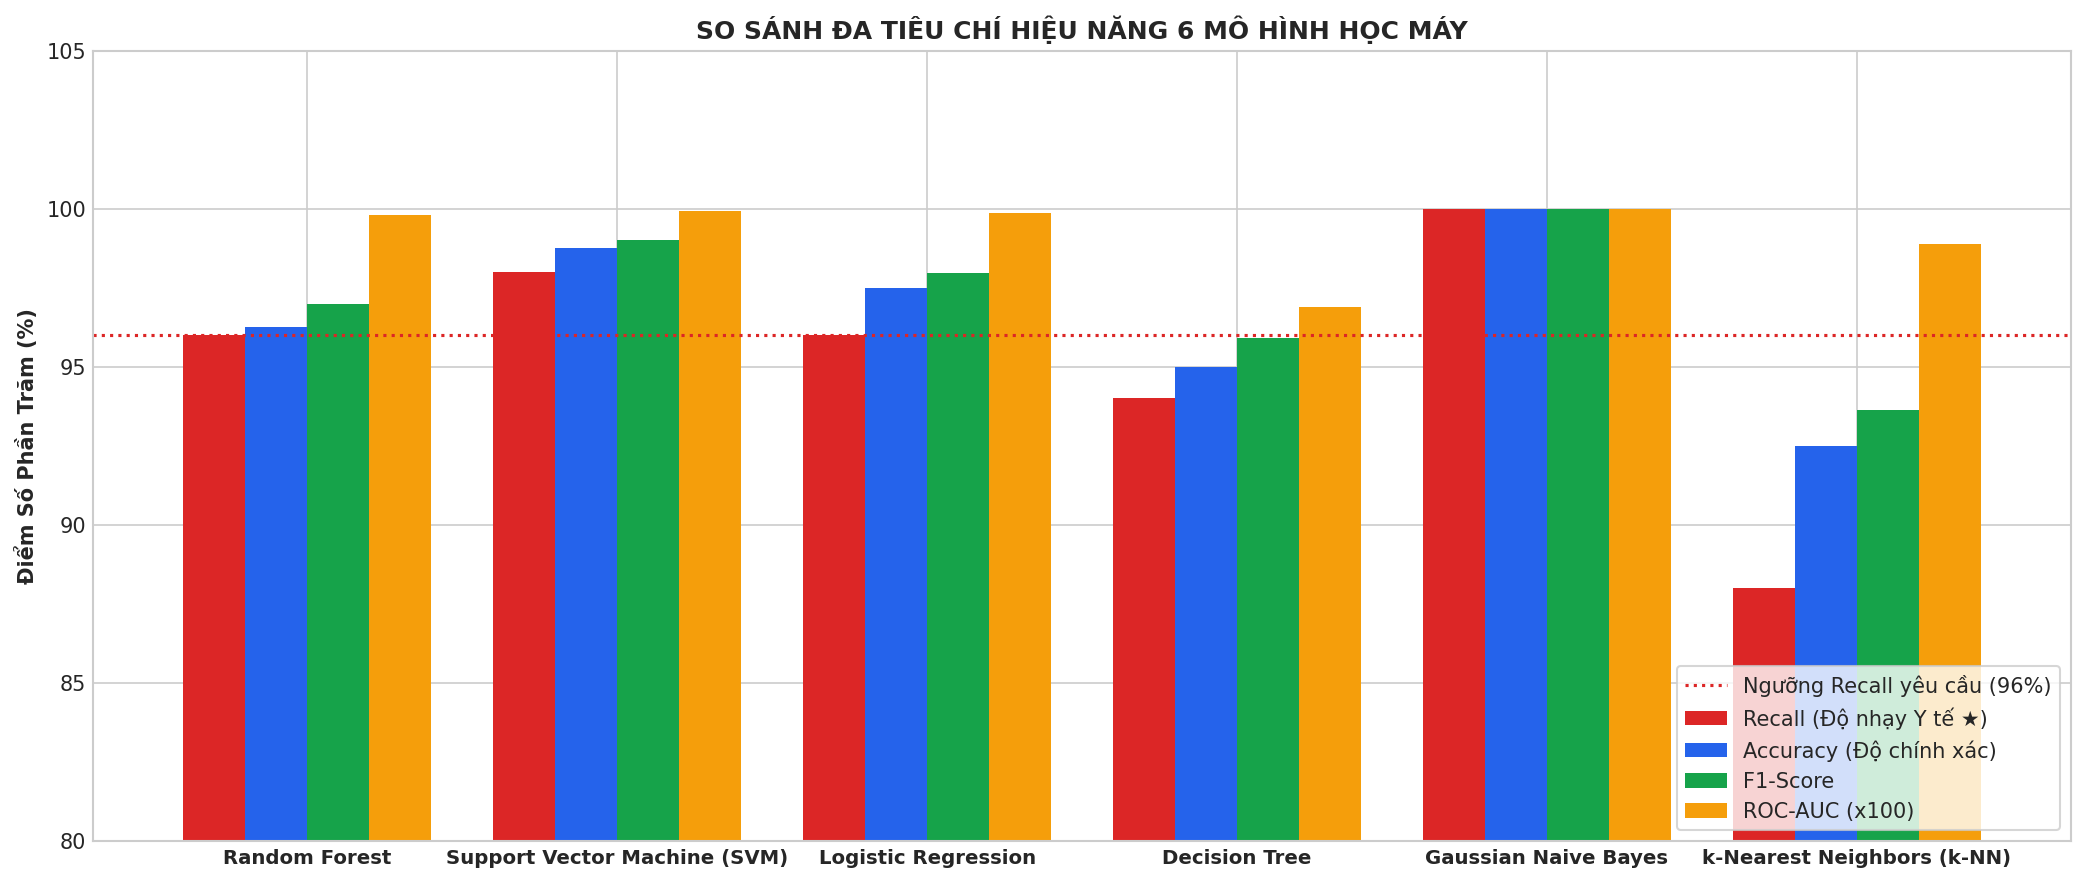 SO SÁNH ĐA TIÊU CHÍ HIỆU NĂNG 6 MÔ HÌNH HỌC MÁY
Điểm Số Phần Trăm (%)
105
100
95
90
85
80
Ngưỡng Recall yêu cầu (96%)
Recall (Độ nhạy Y tế ★)
Accuracy (Độ chính xác)
F1-Score
ROC-AUC (x100)
Random Forest
Support Vector Machine (SVM)
Logistic Regression
Decision Tree
Gaussian Naive Bayes
k-Nearest Neighbors (k-NN)